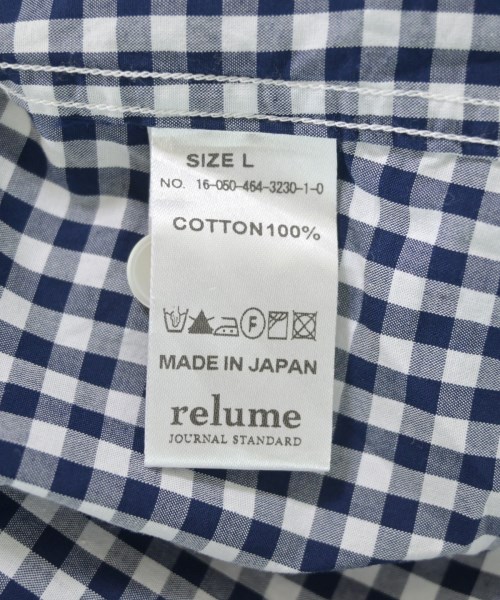 SIZE L
NO. 16-050-464-3230-1-0
COTTON100%
F
MADE IN JAPAN
relume
JOURNAL STANDARD